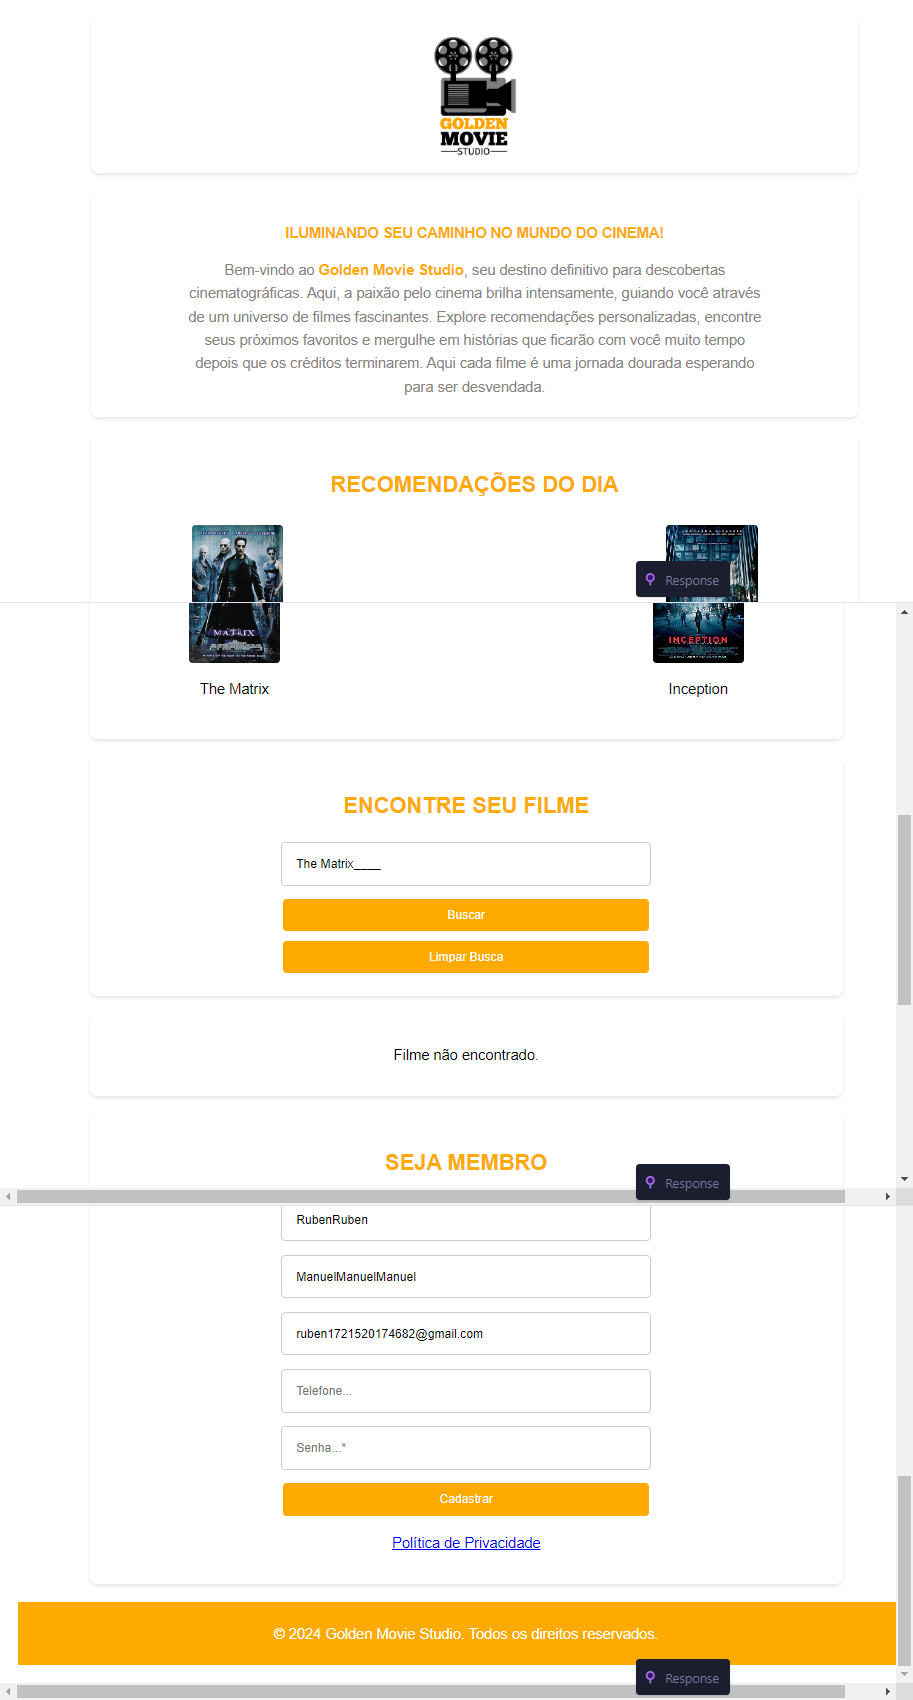 GOLDEN
MOVIE
STUDIO
ILUMINANDO SEU CAMINHO NO MUNDO DO CINEMA!
Bem-vindo ao Golden Movie Studio, seu destino definitivo para descobertas
cinematográficas. Aqui, a paixão pelo cinema brilha intensamente, guiando você através
de um universo de filmes fascinantes. Explore recomendações personalizadas, encontre
seus próximos favoritos e mergulhe em histórias que ficarão com você muito tempo
depois que os créditos terminarem. Aqui cada filme é uma jornada dourada esperando
para ser desvendada.
RECOMENDAÇÕES DO DIA
Response
MATRIX
INCEPTION
The Matrix
Inception
ENCONTRE SEU FILME
The Matrix____
Buscar
Limpar Busca
Filme não encontrado.
SEJA MEMBRO
Response
RubenRuben
ManuelManuelManuel
ruben1721520174682@gmail.com
Telefone...
Senha...*
Cadastrar
Política de Privacidade
© 2024 Golden Movie Studio. Todos os direitos reservados.
Response